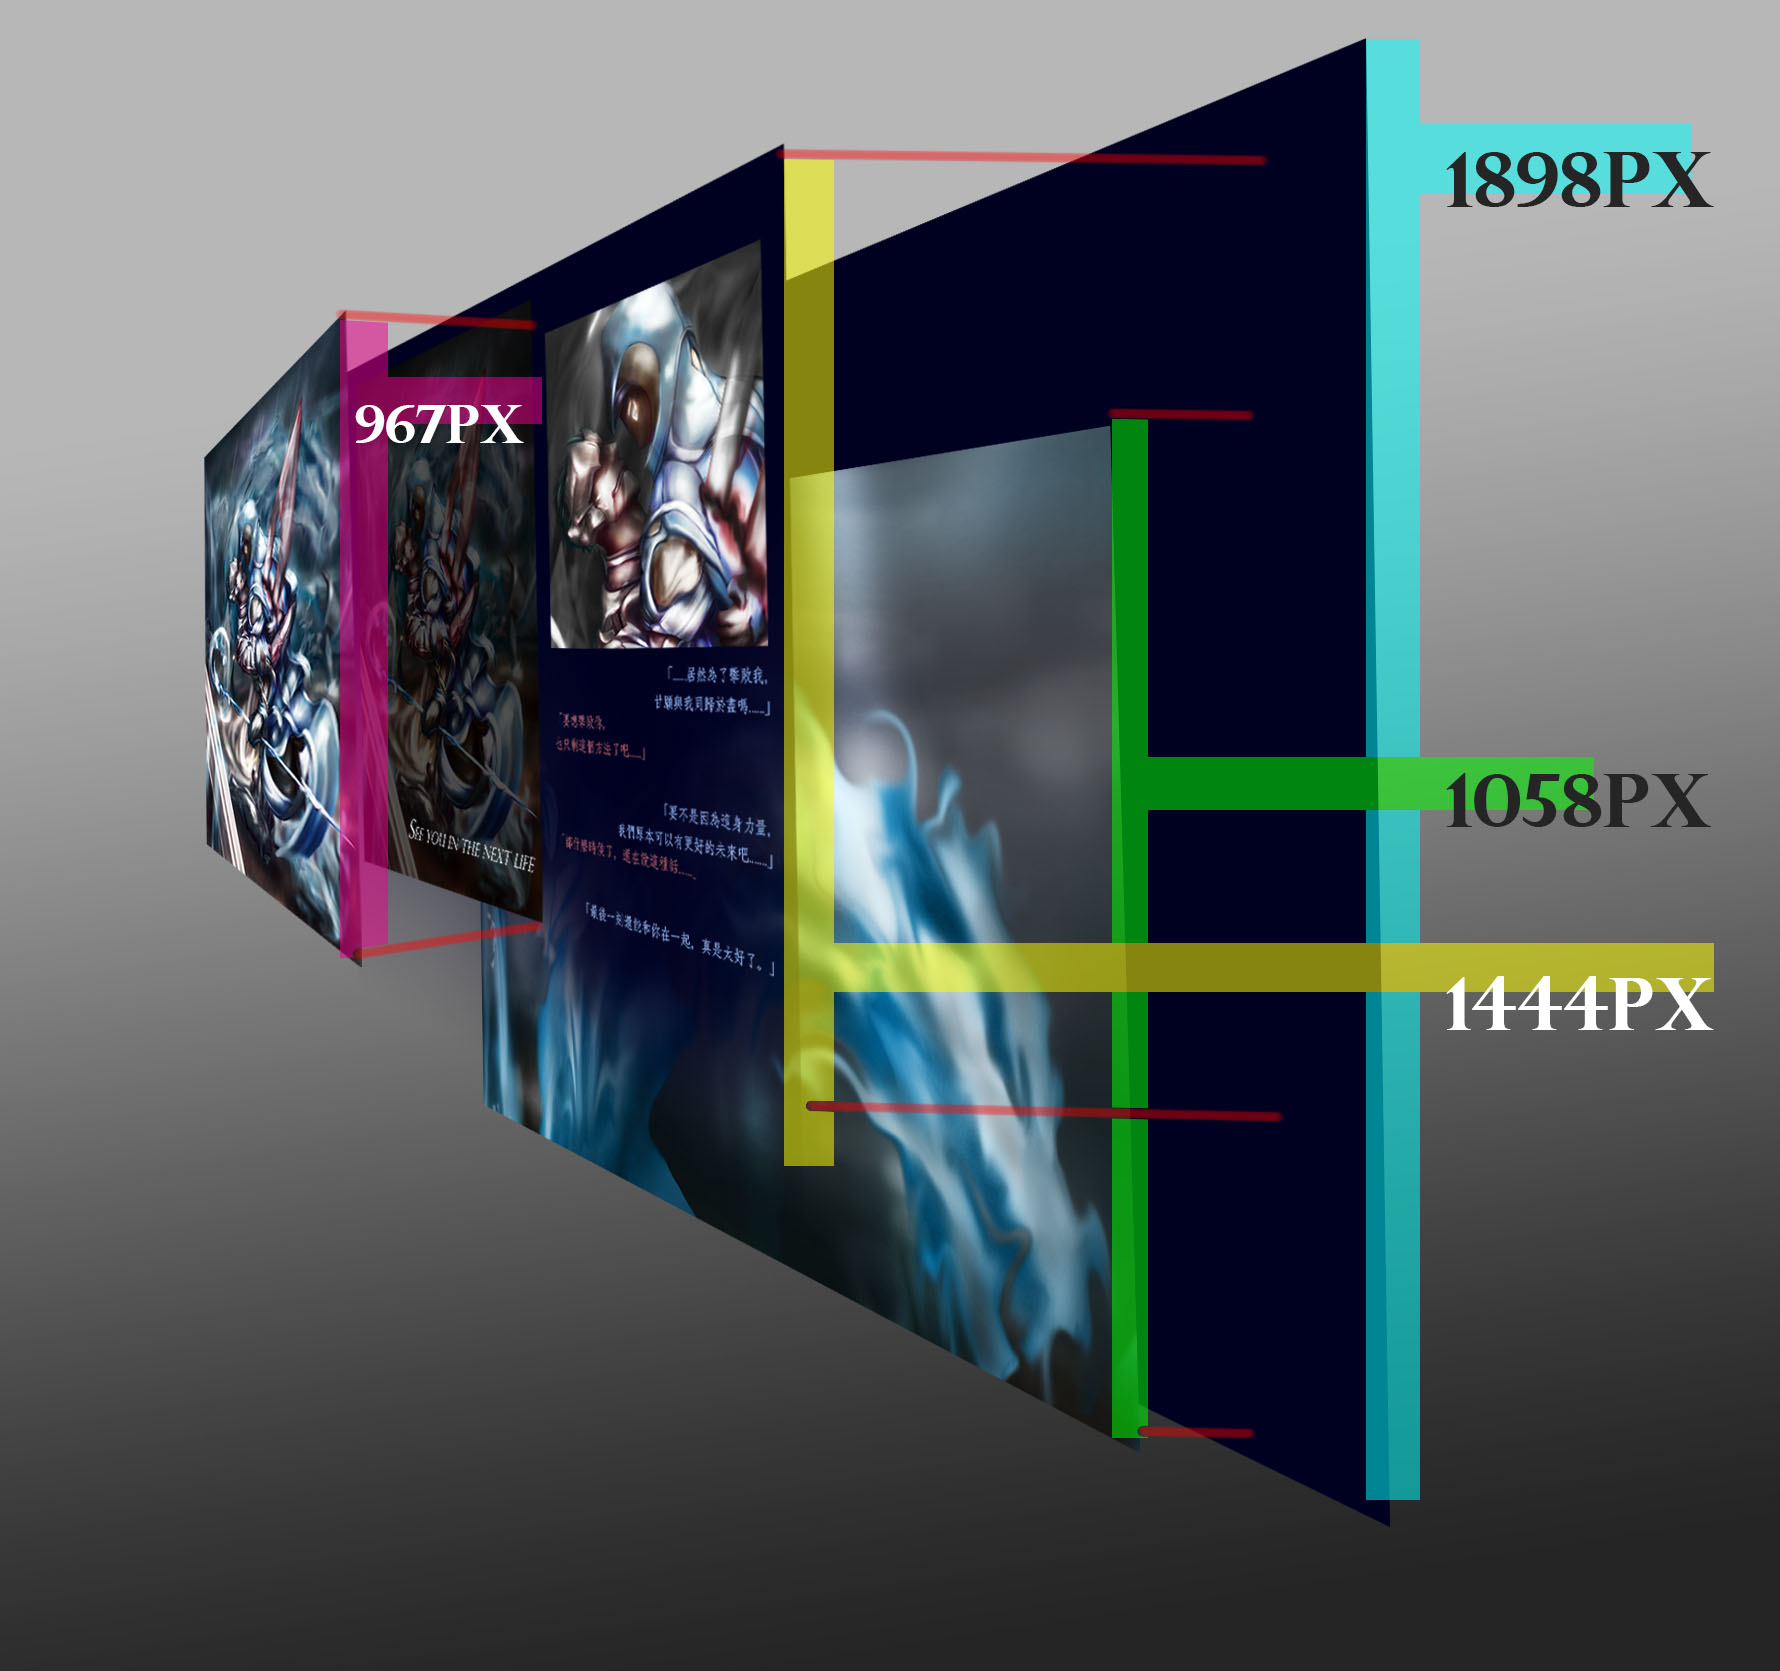 1898PX
967PX
「......居然為了擊敗我,
甘願與我同歸於盡嗎......」
「要想擊敗你,
也只剩這個方法了吧......」
1058PX
「要不是因為這身力量,
我們原本可以有更好的未來吧......」
「都什麼時候了, 還在說這種話......
SEE YOU IN THE NEXT LIFE
「最後一刻還能和你在一起, 真是太好了。」
1444PX